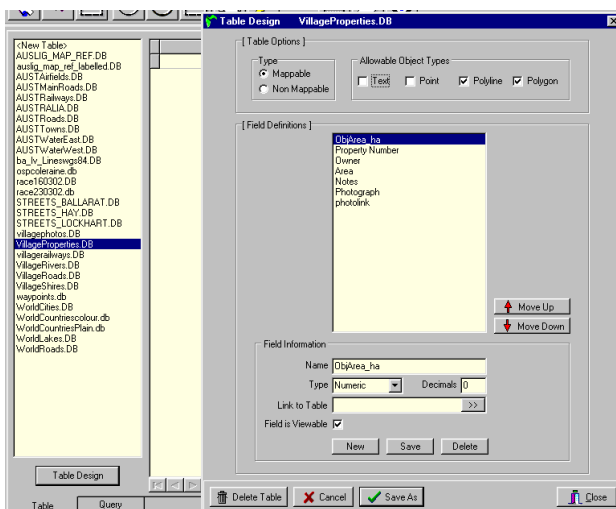 <New Table>
AUSLIG_MAP_REF.DB
auslig_map_ref_labelled.DB
AUSTAirfields.DB
AUSTMainRoads.DB
AUSTRailways.DB
AUSTRALIA.DB
AUSTRoads.DB
AUSTTowns.DB
AUSTWaterEast.DB
AUSTWaterWest.DB
ba_lv_Lineswgs84.DB
ospcoleraine.db
race160302.DB
race230302.db
STREETS_BALLARAT.DB
STREETS_HAY.DB
STREETS_LOCKHART.DB
villagephotos.DB
VillageProperties.DB
villagerailways.DB
VillageRivers.DB
VillageRoads.DB
VillageShires.DB
waypoints.db
WorldCities.DB
WorldCountriescolour.db
WorldCountriesPlain.db
WorldLakes.DB
WorldRoads.DB
Table Design
Table Query
Table Design VillageProperties.DB
[ Table Options ]
Type
Mappable
Non Mappable
Allowable Object Types
Text Point Polyline Polygon
[ Field Definitions ]
ObjArea_ha
Property Number
Owner
Area
Notes
Photograph
photolink
Move Up
Move Down
Field Information
Name ObjArea_ha
Type Numeric Decimals 0
Link to Table >>
Field is Viewable
New Save Delete
Delete Table Cancel Save As Close